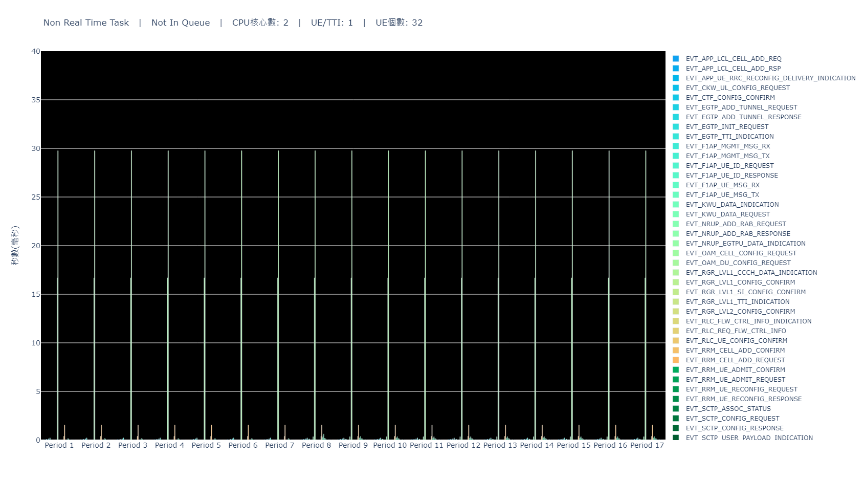 Non Real Time Task | Not In Queue | CPU核心數: 2 | UE/TTI: 1 | UE個數: 32
40
35
30
25
20
15
10
5
0
秒數(毫秒)
Period 1 Period 2 Period 3 Period 4 Period 5 Period 6 Period 7 Period 8 Period 9 Period 10 Period 11 Period 12 Period 13 Period 14 Period 15 Period 16 Period 17
EVT_APP_LCL_CELL_ADD_REQ
EVT_APP_LCL_CELL_ADD_RSP
EVT_APP_UE_RRC_RECONFIG_DELIVERY_INDICATION
EVT_CKW_UL_CONFIG_REQUEST
EVT_CTF_CONFIG_CONFIRM
EVT_EGTP_ADD_TUNNEL_REQUEST
EVT_EGTP_ADD_TUNNEL_RESPONSE
EVT_EGTP_INIT_REQUEST
EVT_EGTP_TTI_INDICATION
EVT_F1AP_MGMT_MSG_RX
EVT_F1AP_MGMT_MSG_TX
EVT_F1AP_UE_ID_REQUEST
EVT_F1AP_UE_ID_RESPONSE
EVT_F1AP_UE_MSG_RX
EVT_F1AP_UE_MSG_TX
EVT_KWU_DATA_INDICATION
EVT_KWU_DATA_REQUEST
EVT_NRUP_ADD_RAB_REQUEST
EVT_NRUP_ADD_RAB_RESPONSE
EVT_NRUP_EGTPU_DATA_INDICATION
EVT_OAM_CELL_CONFIG_REQUEST
EVT_OAM_DU_CONFIG_REQUEST
EVT_RGR_LVL1_CCCH_DATA_INDICATION
EVT_RGR_LVL1_CONFIG_CONFIRM
EVT_RGR_LVL1_SI_CONFIG_CONFIRM
EVT_RGR_LVL1_TTI_INDICATION
EVT_RGR_LVL2_CONFIG_CONFIRM
EVT_RLC_FLW_CTRL_INFO_INDICATION
EVT_RLC_REQ_FLW_CTRL_INFO
EVT_RLC_UE_CONFIG_CONFIRM
EVT_RRM_CELL_ADD_CONFIRM
EVT_RRM_CELL_ADD_REQUEST
EVT_RRM_UE_ADMIT_CONFIRM
EVT_RRM_UE_ADMIT_REQUEST
EVT_RRM_UE_RECONFIG_REQUEST
EVT_RRM_UE_RECONFIG_RESPONSE
EVT_SCTP_ASSOC_STATUS
EVT_SCTP_CONFIG_REQUEST
EVT_SCTP_CONFIG_RESPONSE
EVT_SCTP_USER_PAYLOAD_INDICATION